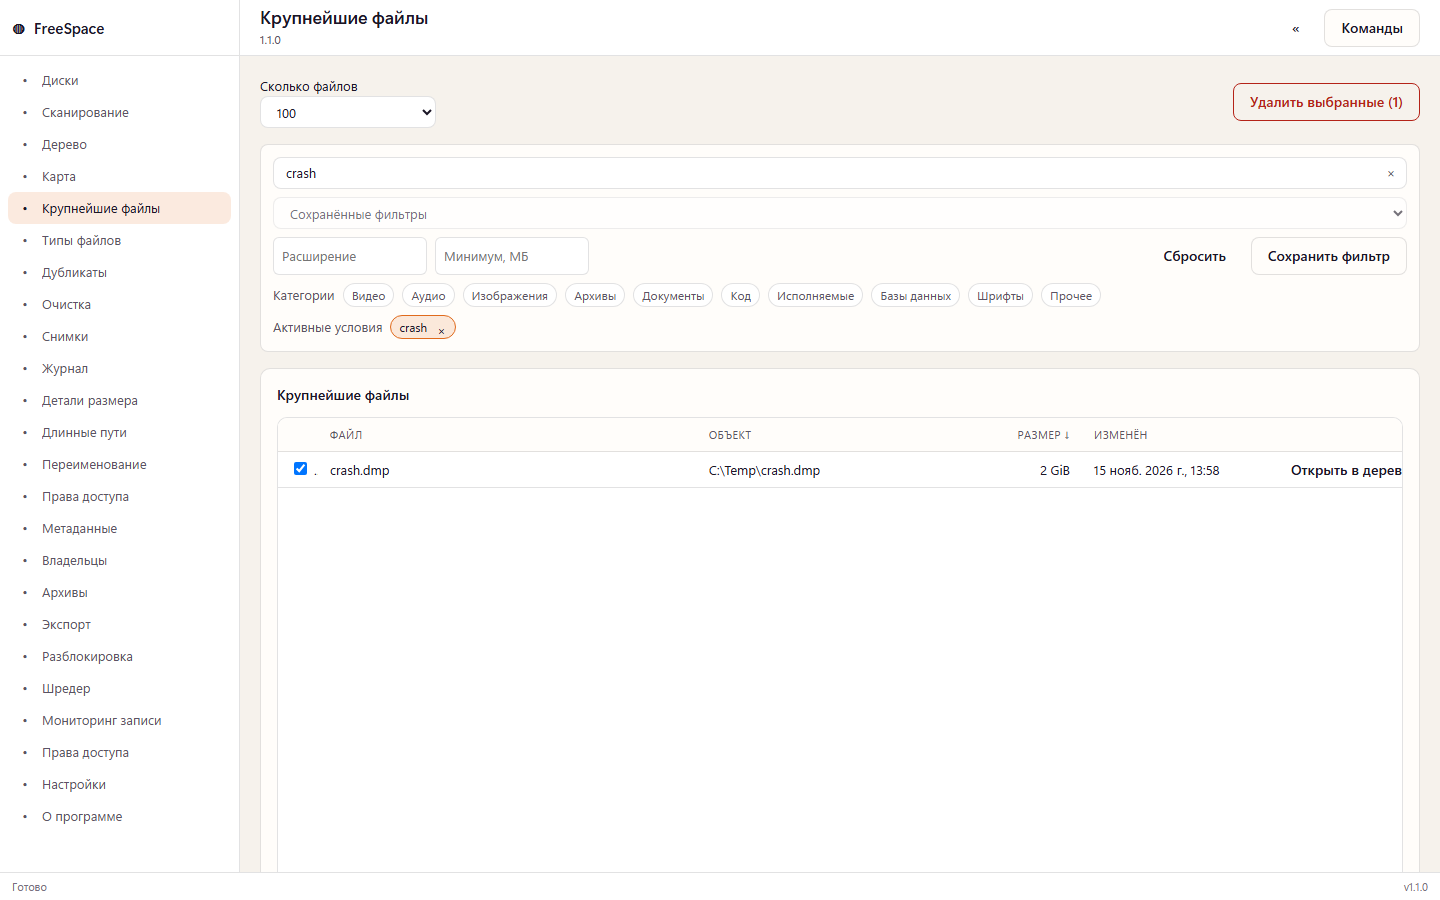 FreeSpace
Диски
Сканирование
Дерево
Карта
Крупнейшие файлы
Типы файлов
Дубликаты
Очистка
Снимки
Журнал
Детали размера
Длинные пути
Переименование
Права доступа
Метаданные
Владельцы
Архивы
Экспорт
Разблокировка
Шредер
Мониторинг записи
Права доступа
Настройки
О программе
Крупнейшие файлы
1.1.0
« Команды
Сколько файлов
100
Удалить выбранные (1)
crash ×
Сохранённые фильтры
Расширение Минимум, МБ Сбросить Сохранить фильтр
Категории Видео Аудио Изображения Архивы Документы Код Исполняемые Базы данных Шрифты Прочее
Активные условия crash ×
Крупнейшие файлы
ФАЙЛ ОБЪЕКТ РАЗМЕР ↓ ИЗМЕНЁН
. crash.dmp C:\Temp\crash.dmp 2 GiB 15 нояб. 2026 г., 13:58 Открыть в дерев
Готово v1.1.0